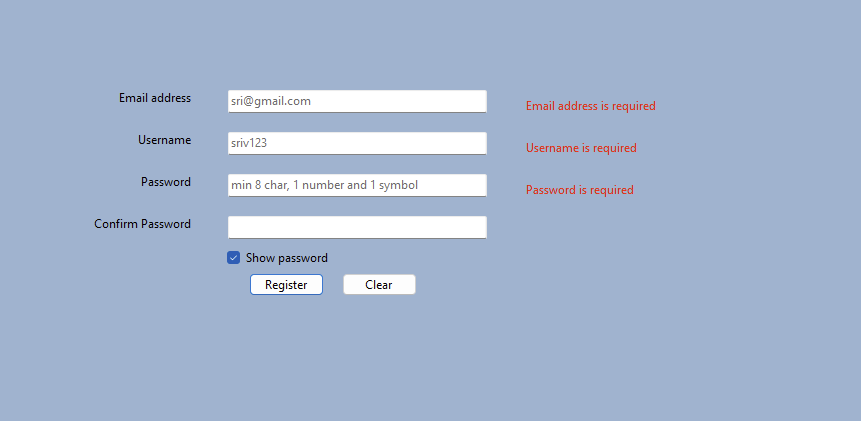 Email address sri@gmail.com Email address is required
Username sriv123 Username is required
Password min 8 char, 1 number and 1 symbol Password is required
Confirm Password
Show password
Register Clear